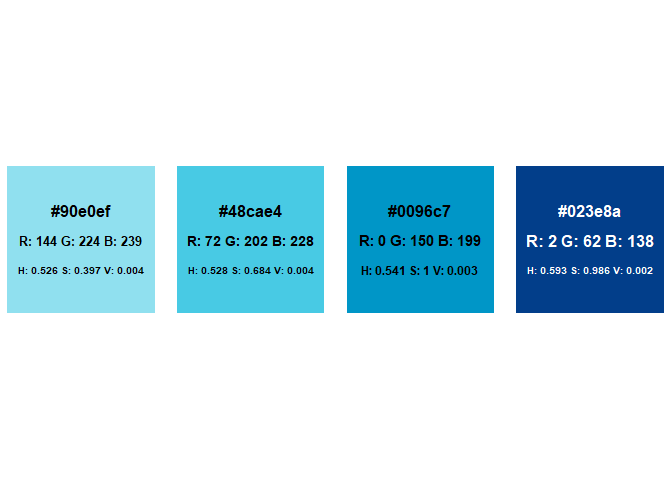 #90e0ef
R: 144 G: 224 B: 239
H: 0.526 S: 0.397 V: 0.004
#48cae4
R: 72 G: 202 B: 228
H: 0.528 S: 0.684 V: 0.004
#0096c7
R: 0 G: 150 B: 199
H: 0.541 S: 1 V: 0.003
#023e8a
R: 2 G: 62 B: 138
H: 0.593 S: 0.986 V: 0.002